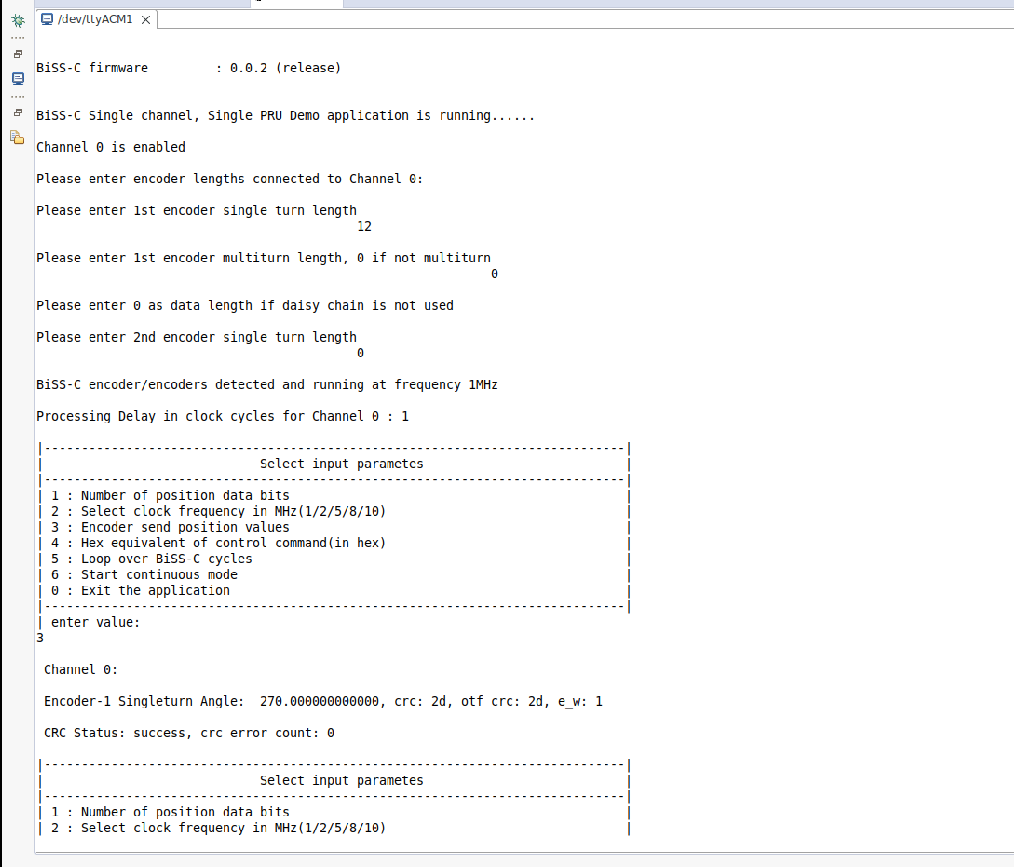 /dev/ttyACM1
BiSS-C firmware : 0.0.2 (release)
BiSS-C Single channel, Single PRU Demo application is running......
Channel 0 is enabled
Please enter encoder lengths connected to Channel 0:
Please enter 1st encoder single turn length
12
Please enter 1st encoder multiturn length, 0 if not multiturn
0
Please enter 0 as data length if daisy chain is not used
Please enter 2nd encoder single turn length
0
BiSS-C encoder/encoders detected and running at frequency 1MHz
Processing Delay in clock cycles for Channel 0 : 1
|------------------------------------------------------------------------------|
| Select input parametes |
|------------------------------------------------------------------------------|
| 1 : Number of position data bits |
| 2 : Select clock frequency in MHz(1/2/5/8/10) |
| 3 : Encoder send position values |
| 4 : Hex equivalent of control command(in hex) |
| 5 : Loop over BiSS-C cycles |
| 6 : Start continuous mode |
| 0 : Exit the application |
|------------------------------------------------------------------------------|
| enter value:
3
Channel 0:
Encoder-1 Singleturn Angle: 270.000000000000, crc: 2d, otf crc: 2d, e_w: 1
CRC Status: success, crc error count: 0
|------------------------------------------------------------------------------|
| Select input parametes |
|------------------------------------------------------------------------------|
| 1 : Number of position data bits |
| 2 : Select clock frequency in MHz(1/2/5/8/10) |